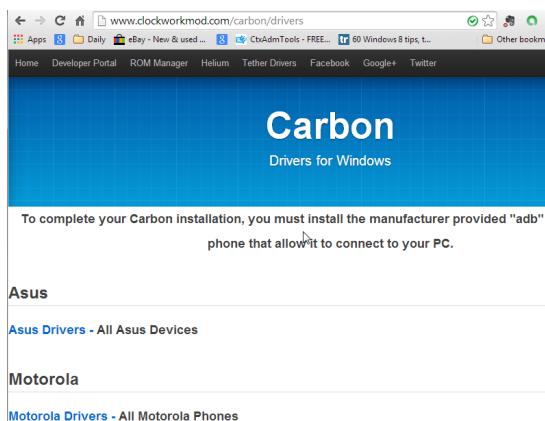 www.clockworkmod.com/carbon/drivers
Apps Daily eBay - New & used ... CtxAdmTools - FREE... 60 Windows 8 tips, t... Other bookm
Home Developer Portal ROM Manager Helium Tether Drivers Facebook Google+ Twitter
Carbon
Drivers for Windows
To complete your Carbon installation, you must install the manufacturer provided "adb"
phone that allow it to connect to your PC.
Asus
Asus Drivers - All Asus Devices
Motorola
Motorola Drivers - All Motorola Phones